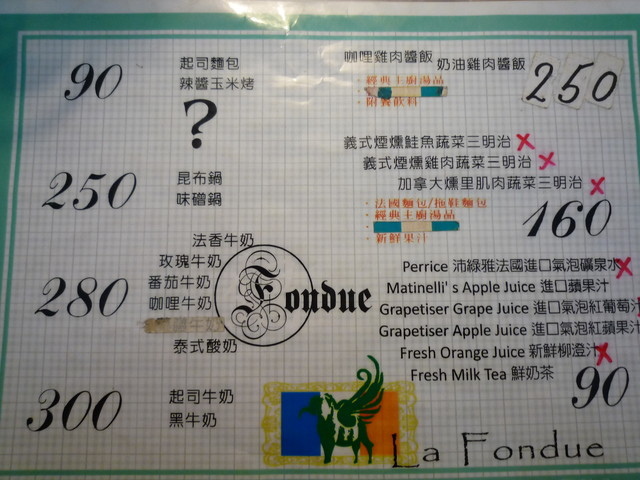 90
起司麵包
辣醬玉米烤
?
250
昆布鍋
味噌鍋
280
法香牛奶
玫瑰牛奶
番茄牛奶
咖哩牛奶
泰式酸奶
300
起司牛奶
黑牛奶
Fondue
咖哩雞肉醬飯 奶油雞肉醬飯
250
·經典主廚湯品
·附餐飲料
義式煙燻鮭魚蔬菜三明治
義式煙燻雞肉蔬菜三明治
加拿大燻里肌肉蔬菜三明治
160
·法國麵包/拖鞋麵包
·經典主廚湯品
·新鮮果汁
Perrice 沛綠雅法國進口氣泡礦泉水
Matinelli' s Apple Juice 進口蘋果汁
Grapetiser Grape Juice 進口氣泡紅葡萄汁
Grapetiser Apple Juice 進口氣泡紅蘋果汁
Fresh Orange Juice 新鮮柳澄汁
Fresh Milk Tea 鮮奶茶
90
La Fondue